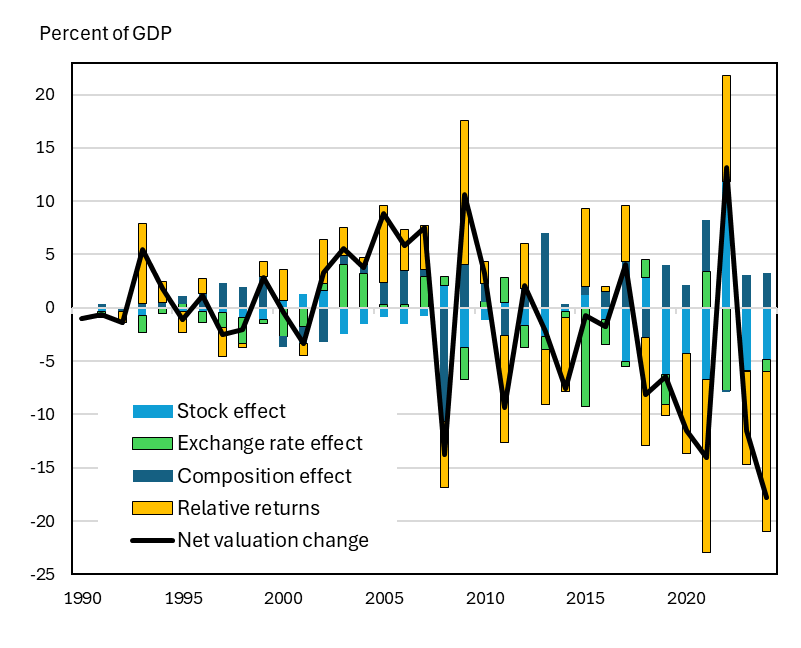 Percent of GDP
20
15
10
5
0
-5
-10
-15
-20
-25
Stock effect
Exchange rate effect
Composition effect
Relative returns
Net valuation change
1990 1995 2000 2005 2010 2015 2020